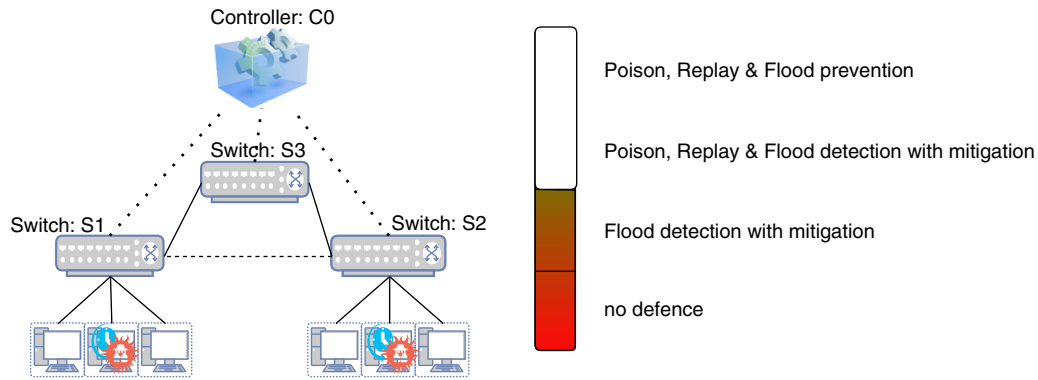 Controller: C0
Switch: S3
Switch: S1
Switch: S2
Poison, Replay & Flood prevention
Poison, Replay & Flood detection with mitigation
Flood detection with mitigation
no defence